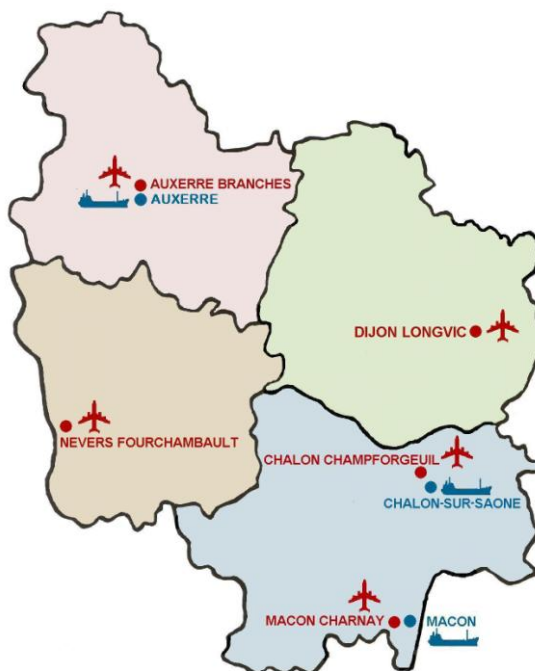 AUXERRE BRANCHES
AUXERRE
DIJON LONGVIC
NEVERS FOURCHAMBAULT
CHALON CHAMPFORGEUIL
CHALON-SUR-SAONE
MACON CHARNAY
MACON